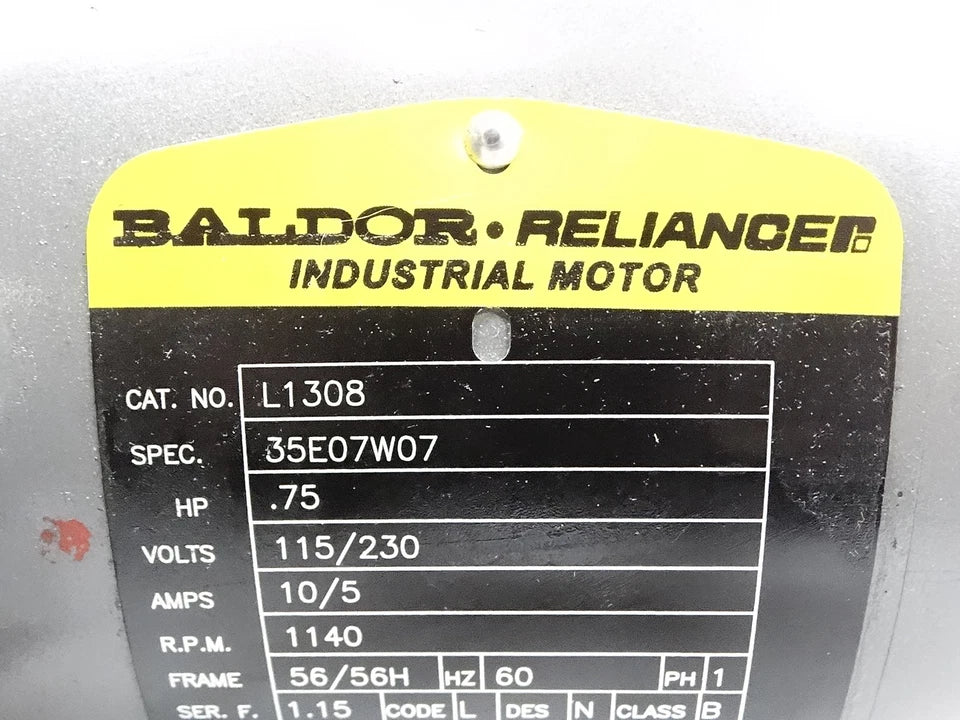 BALDOR • RELIANCER
INDUSTRIAL MOTOR
CAT. NO. L1308
SPEC. 35E07W07
HP .75
VOLTS 115/230
AMPS 10/5
R.P.M. 1140
FRAME 56/56H HZ 60 PH 1
SER. F. 1.15 CODE L DES N CLASS B